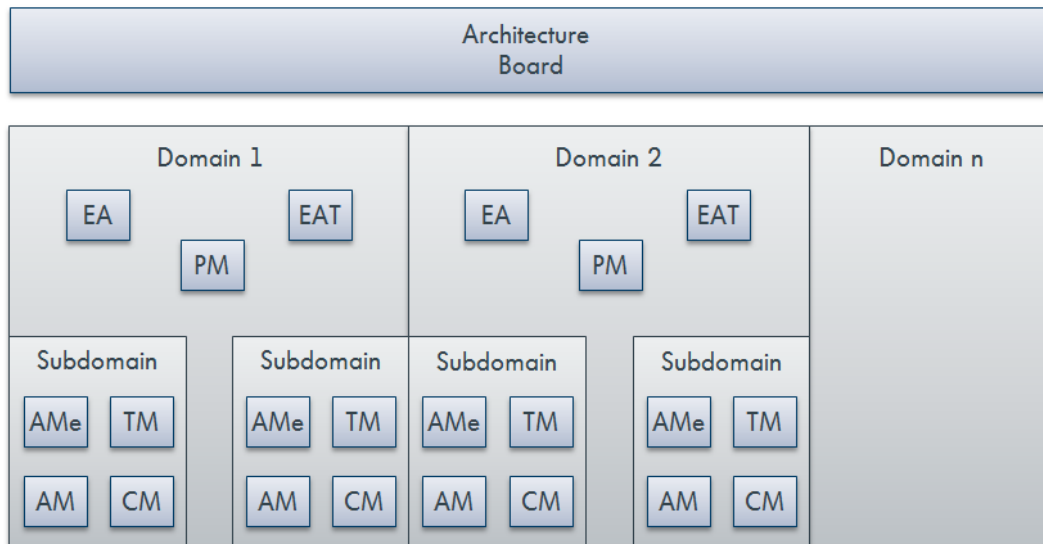 Architecture
Board
Domain 1
Domain 2
Domain n
EA
EAT
EA
EAT
PM
PM
Subdomain
Subdomain
Subdomain
Subdomain
AMe
TM
AMe
TM
AMe
TM
AMe
TM
AM
CM
AM
CM
AM
CM
AM
CM